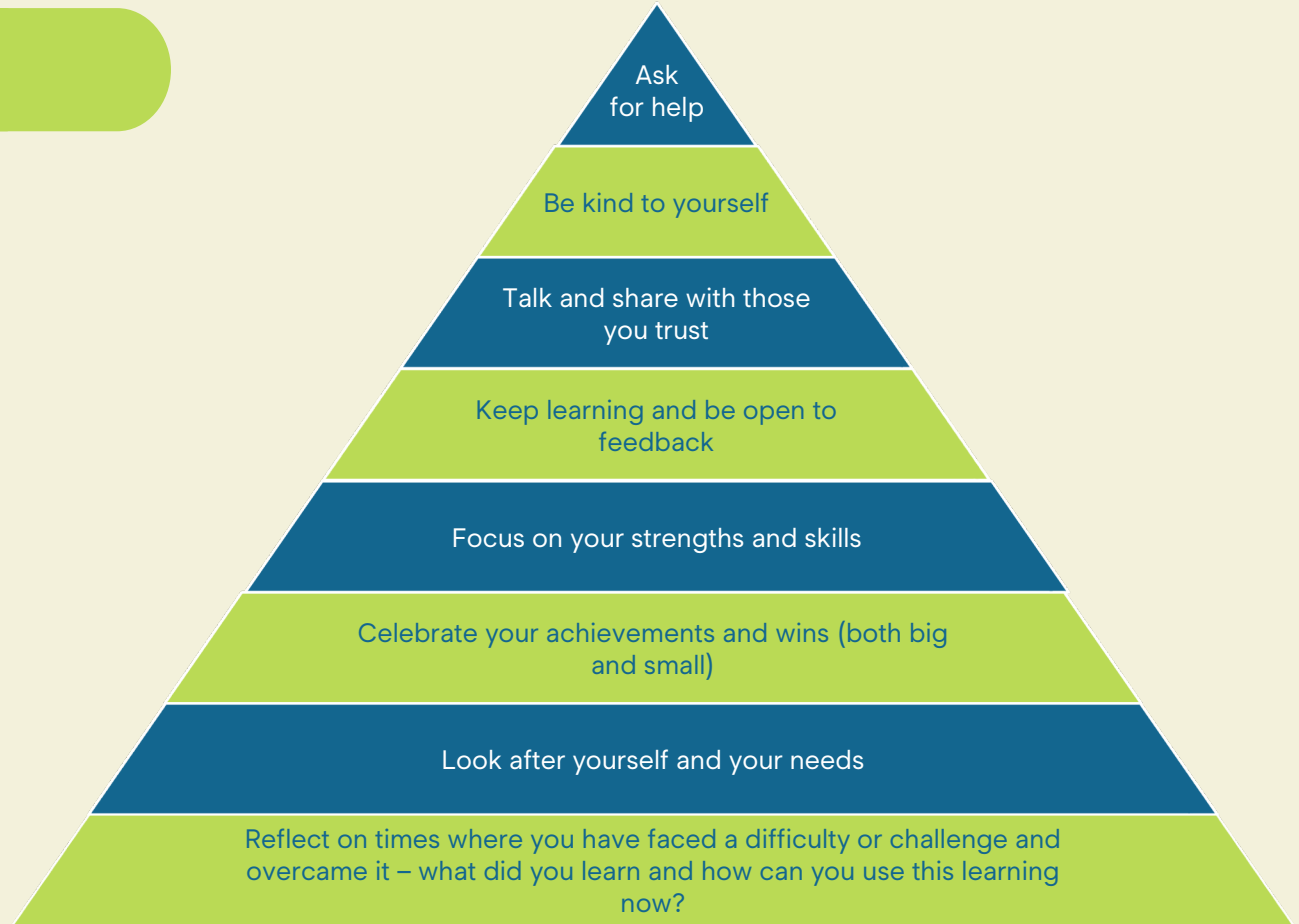 Ask
for help
Be kind to yourself
Talk and share with those
you trust
Keep learning and be open to
feedback
Focus on your strengths and skills
Celebrate your achievements and wins (both big
and small)
Look after yourself and your needs
Reflect on times where you have faced a difficulty or challenge and
overcame it – what did you learn and how can you use this learning
now?